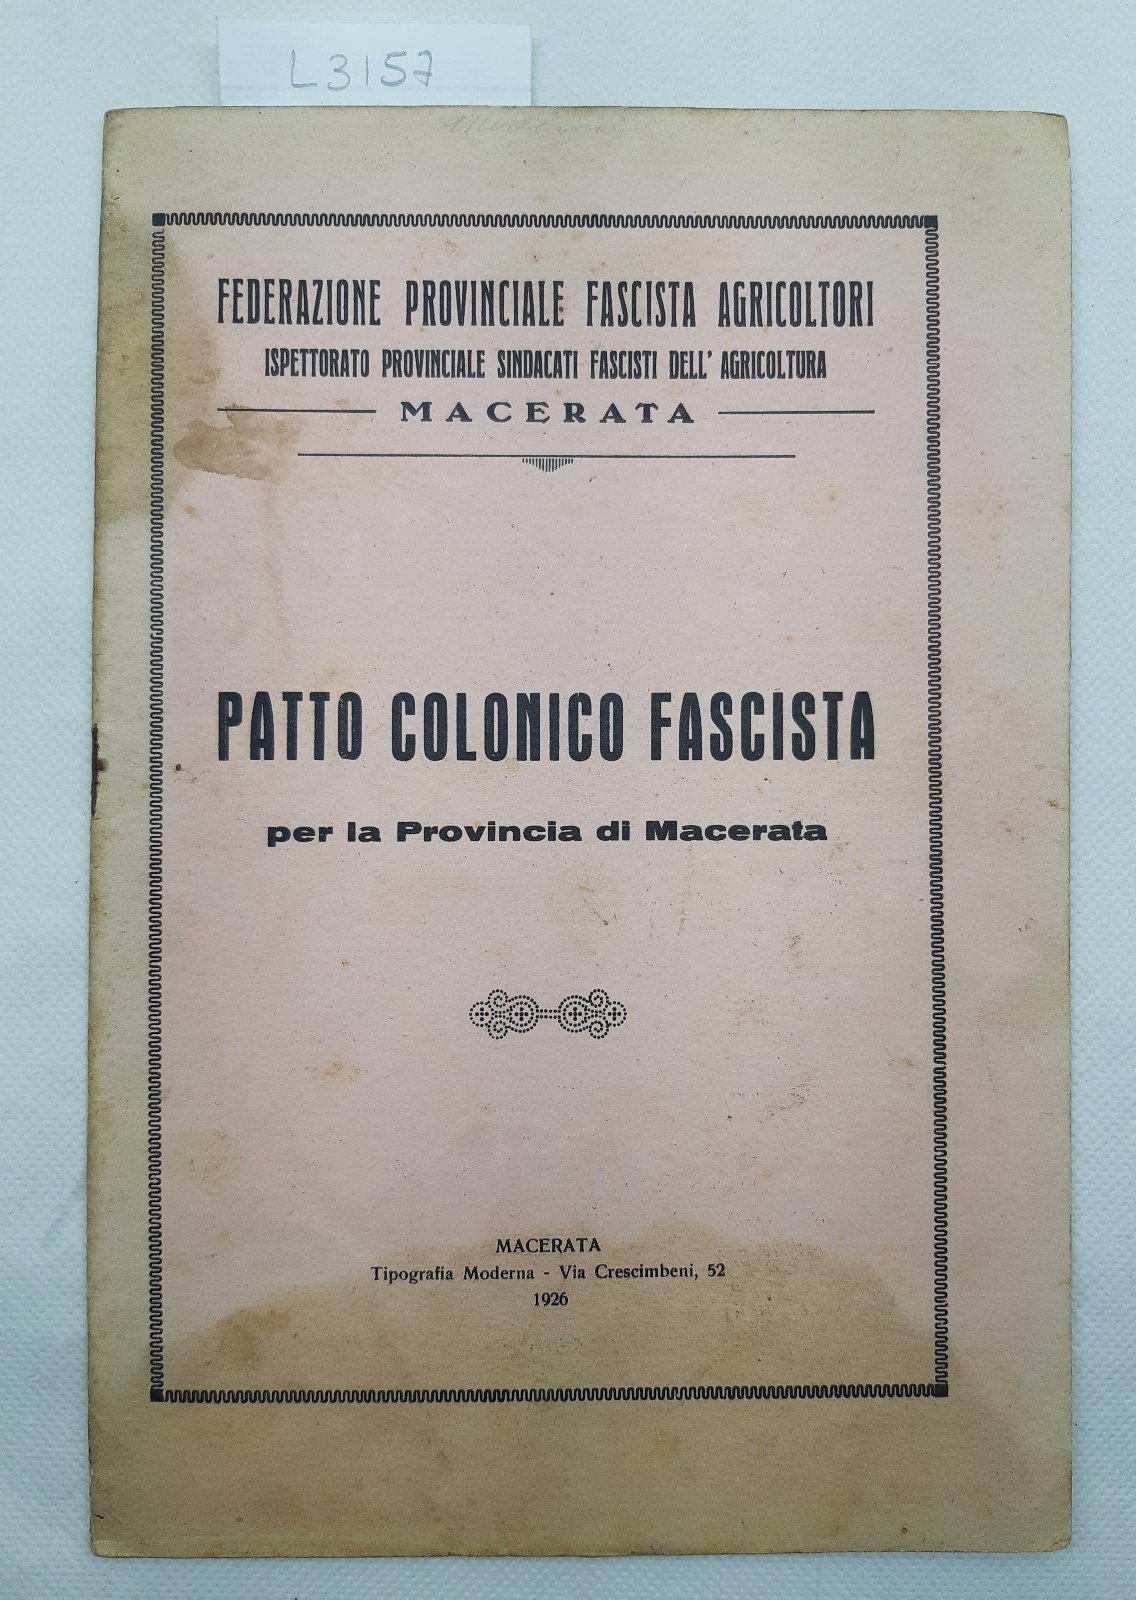 L3157
FEDERAZIONE PROVINCIALE FASCISTA AGRICOLTORI
ISPETTORATO PROVINCIALE SINDACATI FASCISTI DELL' AGRICOLTURA
MACERATA
PATTO COLONICO FASCISTA
per la Provincia di Macerata
MACERATA
Tipografia Moderna - Via Crescimbeni, 52
1926